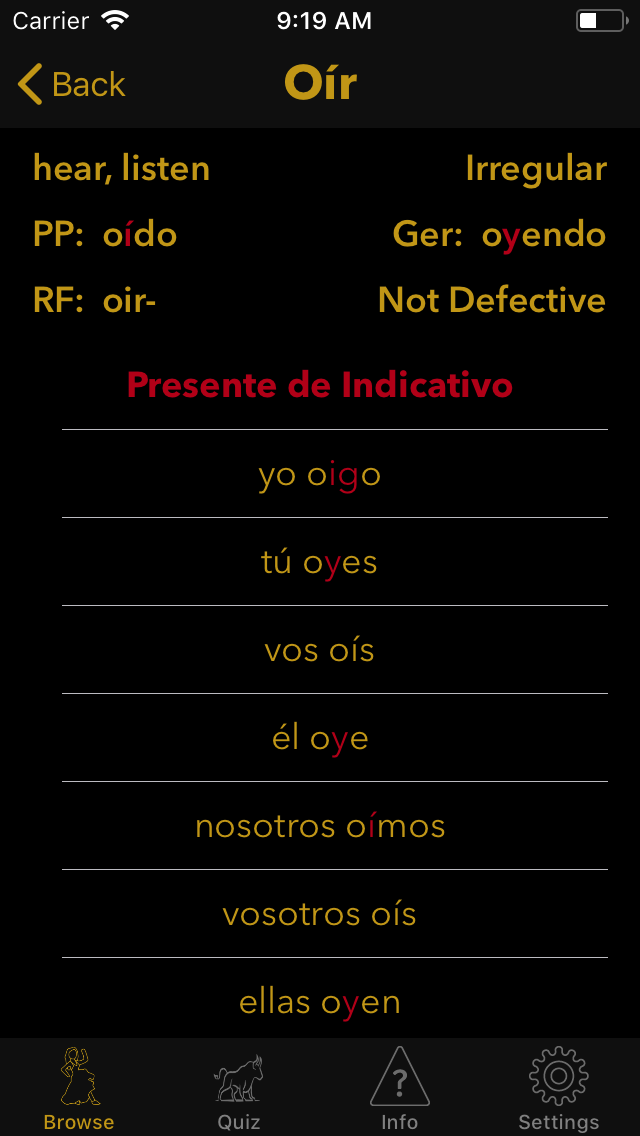 Carrier 9:19 AM
Back Oír
hear, listen Irregular
PP: oído Ger: oyendo
RF: oir- Not Defective
Presente de Indicativo
yo oigo
tú oyes
vos oís
él oye
nosotros oímos
vosotros oís
ellas oyen
?
Browse Quiz Info Settings